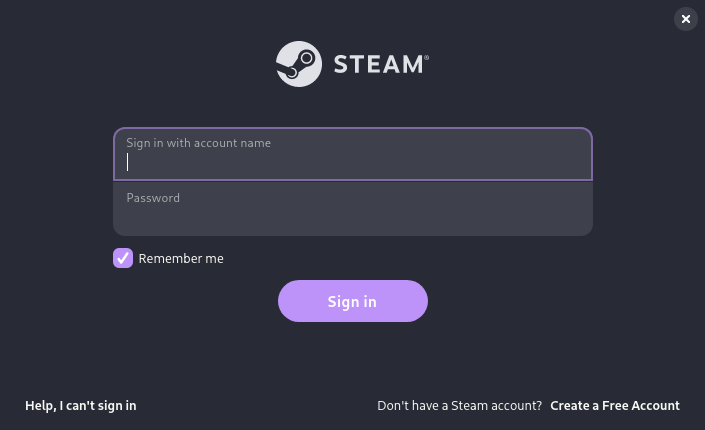 STEAM®
Sign in with account name
Password
Remember me
Sign in
Help, I can't sign in
Don't have a Steam account? Create a Free Account